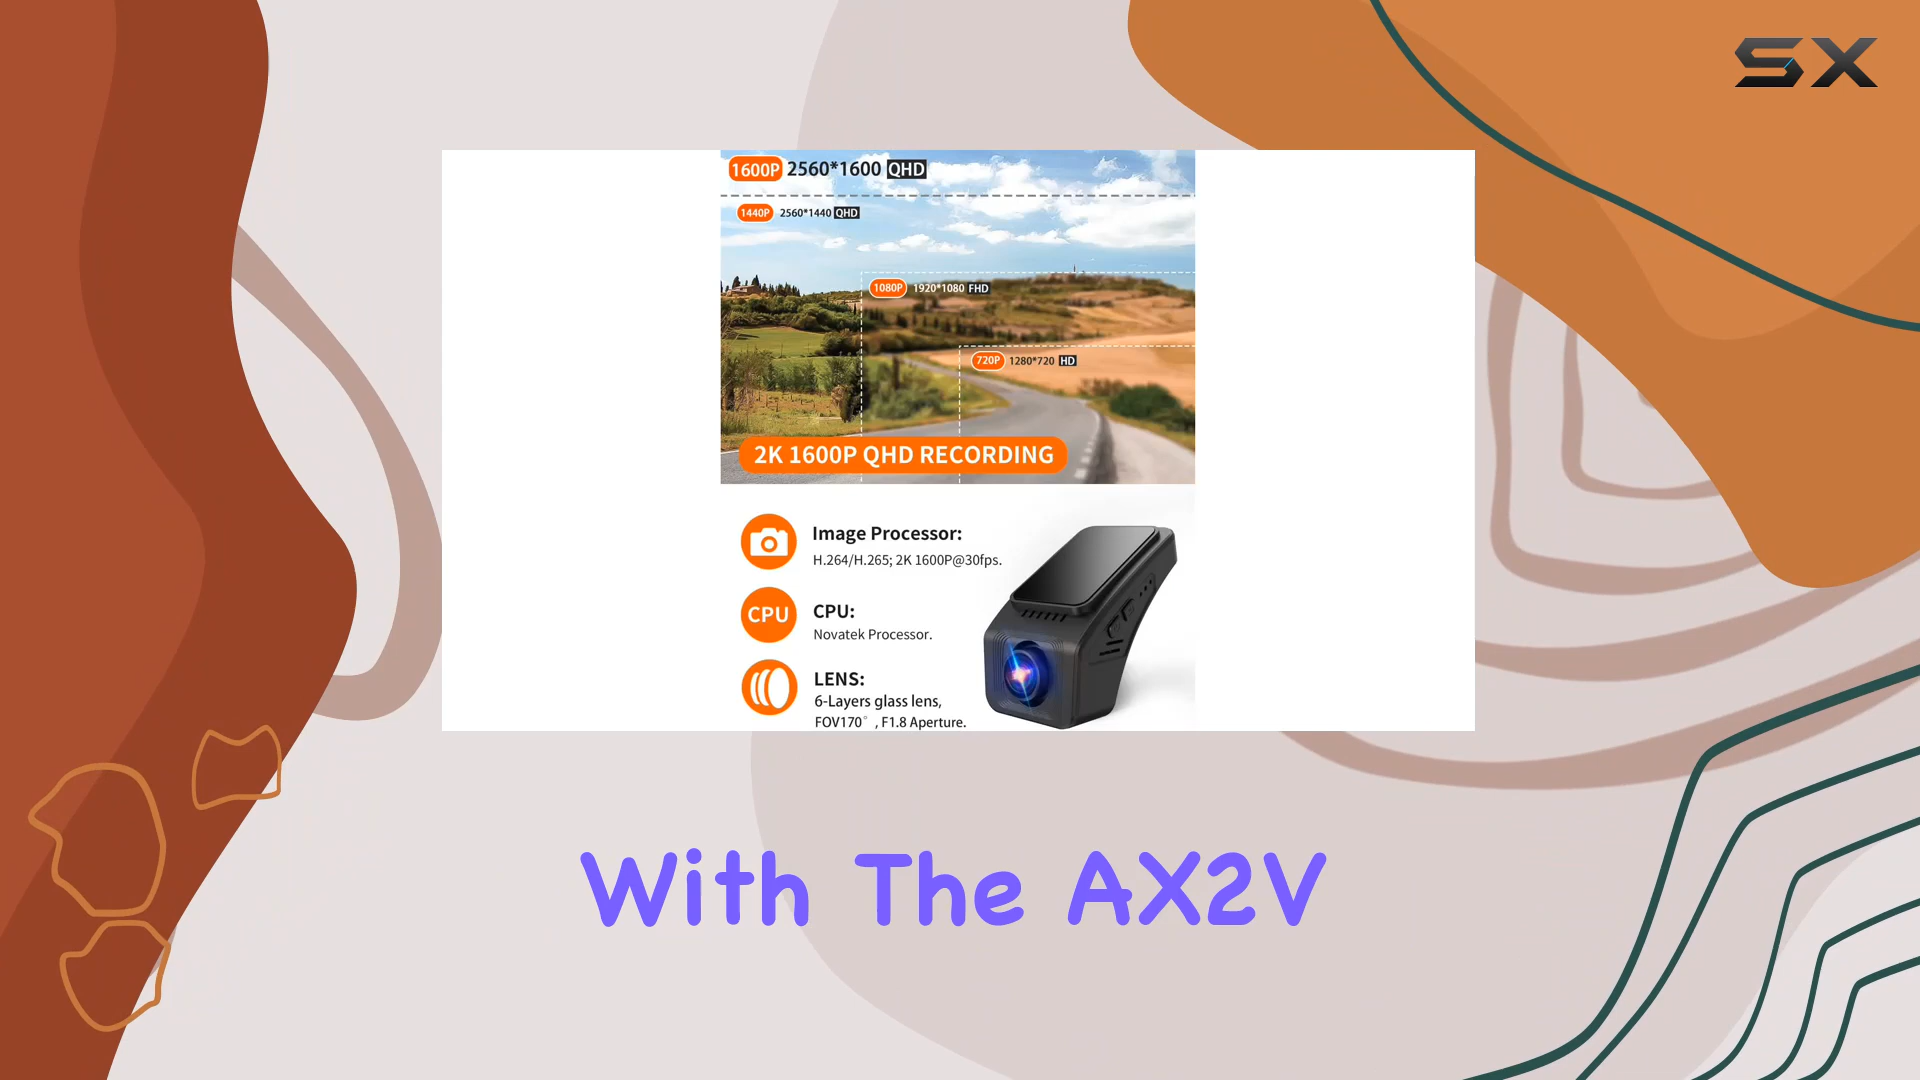 SX
1600P 2560*1600 QHD
1440P 2560*1440 QHD
1080P 1920*1080 FHD
720P 1280*720 HD
2K 1600P QHD RECORDING
Image Processor:
H.264/H.265; 2K 1600P@30fps.
CPU
CPU:
Novatek Processor.
LENS:
6-Layers glass lens,
FOV170° , F1.8 Aperture.
With The AX2V